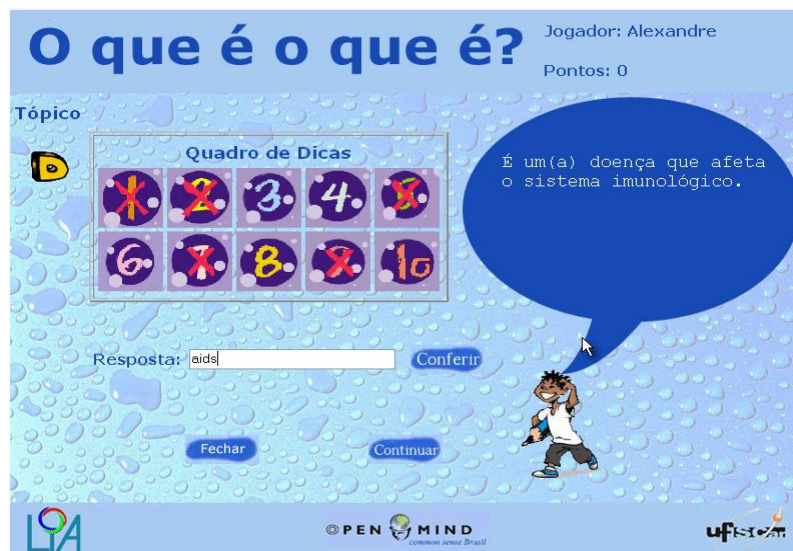 O que é o que é?
Jogador: Alexandre
Pontos: 0
Tópico
D
Quadro de Dicas
1 2 3 4 5
6 7 8 9 10
É um(a) doença que afeta
o sistema imunológico.
Resposta: aids
Conferir
Fechar
Continuar
LIA
OPEN MIND
common sense Brasil
ufscar